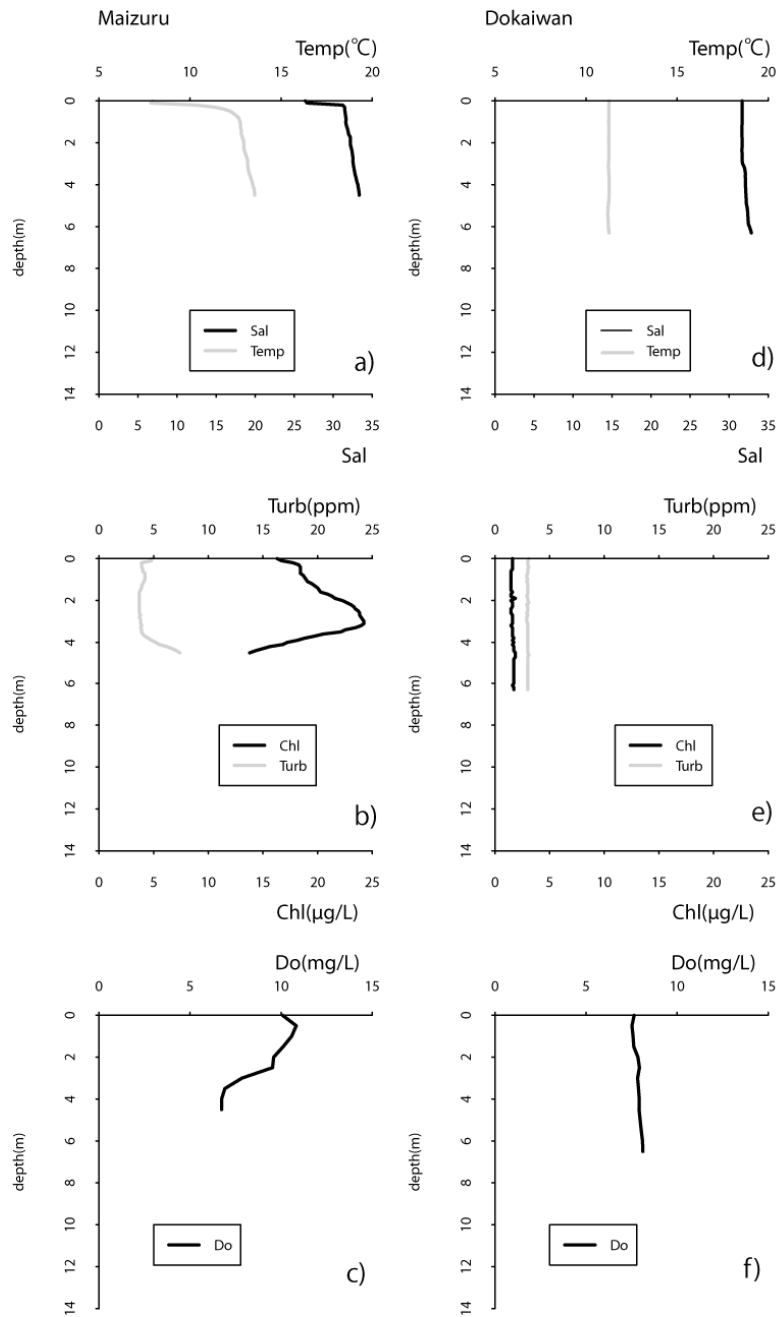 Maizuru
Temp(℃)
5 10 15 20
0
2
4
6
8
10
12
14
depth(m)
Sal
Temp
a)
0 5 10 15 20 25 30 35
Sal
Dokaiwan
Temp(℃)
5 10 15 20
0
2
4
6
8
10
12
14
depth(m)
Sal
Temp
d)
0 5 10 15 20 25 30 35
Sal
Turb(ppm)
0 5 10 15 20 25
0
2
4
6
8
10
12
14
depth(m)
Chl
Turb
b)
0 5 10 15 20 25
Chl(μg/L)
Turb(ppm)
0 5 10 15 20 25
0
2
4
6
8
10
12
14
depth(m)
Chl
Turb
e)
0 5 10 15 20 25
Chl(μg/L)
Do(mg/L)
0 5 10 15
0
2
4
6
8
10
12
14
depth(m)
Do
c)
Do(mg/L)
0 5 10 15
0
2
4
6
8
10
12
14
depth(m)
Do
f)